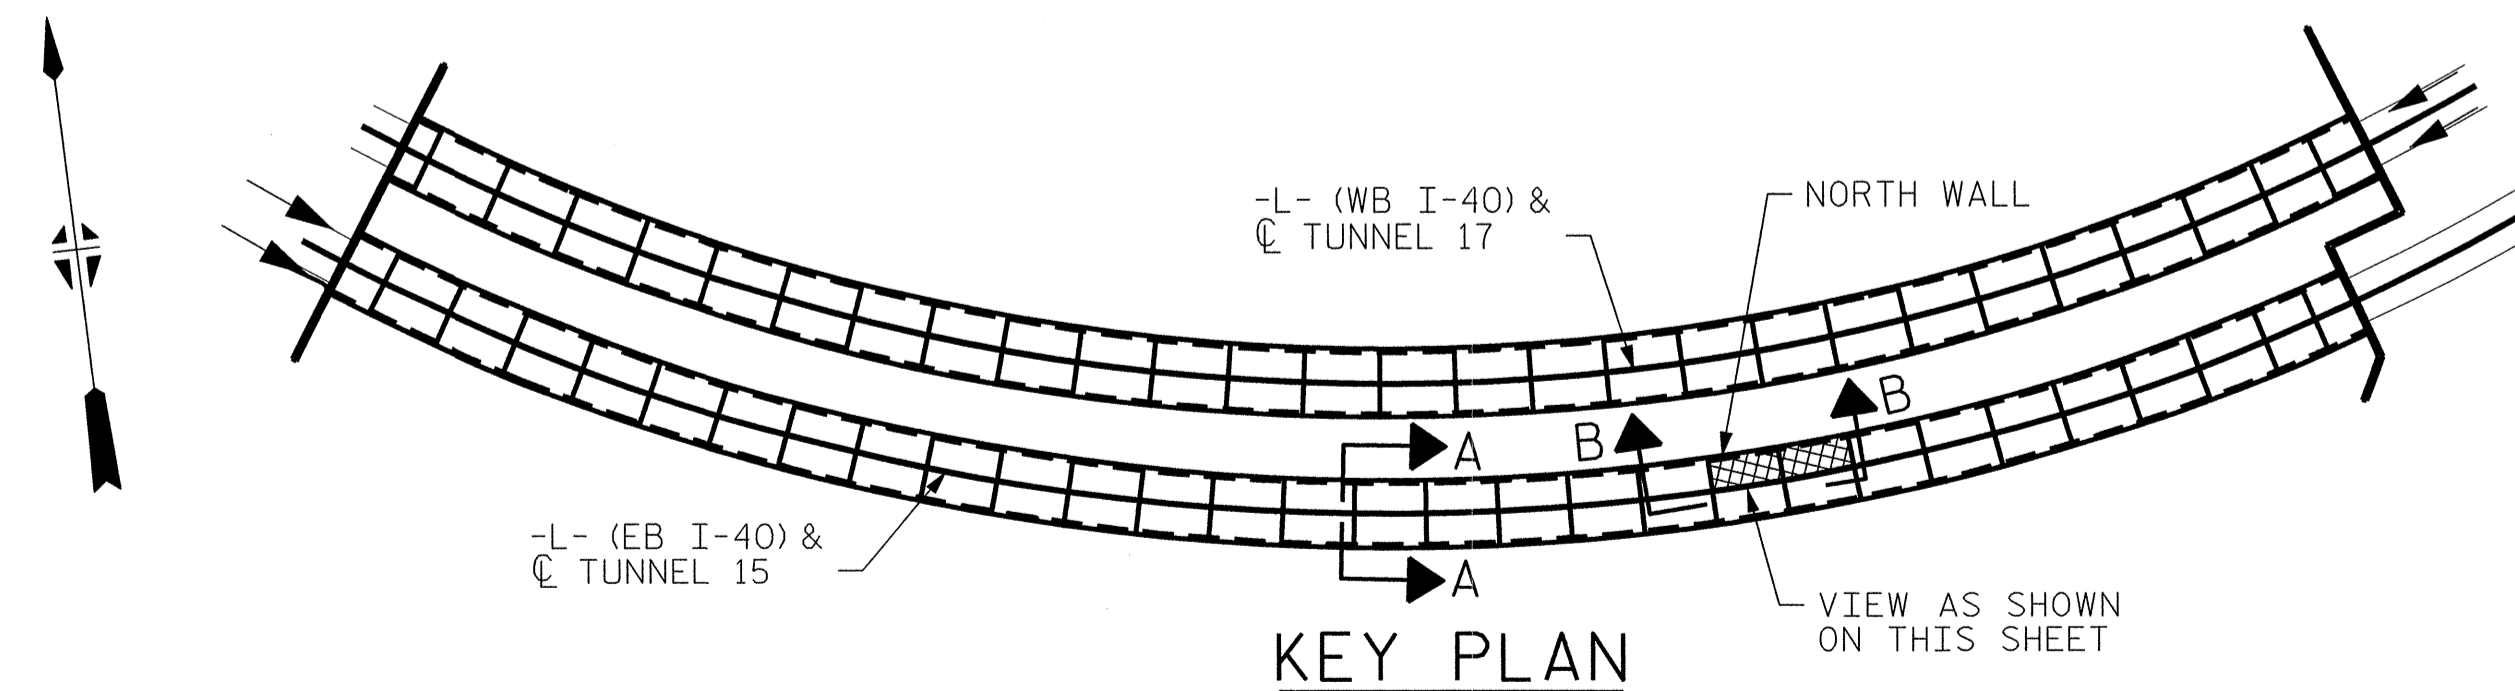 -L- (WB I-40) &
℄ TUNNEL 17
NORTH WALL
B
B
A
A
-L- (EB I-40) &
℄ TUNNEL 15
VIEW AS SHOWN
ON THIS SHEET
KEY PLAN